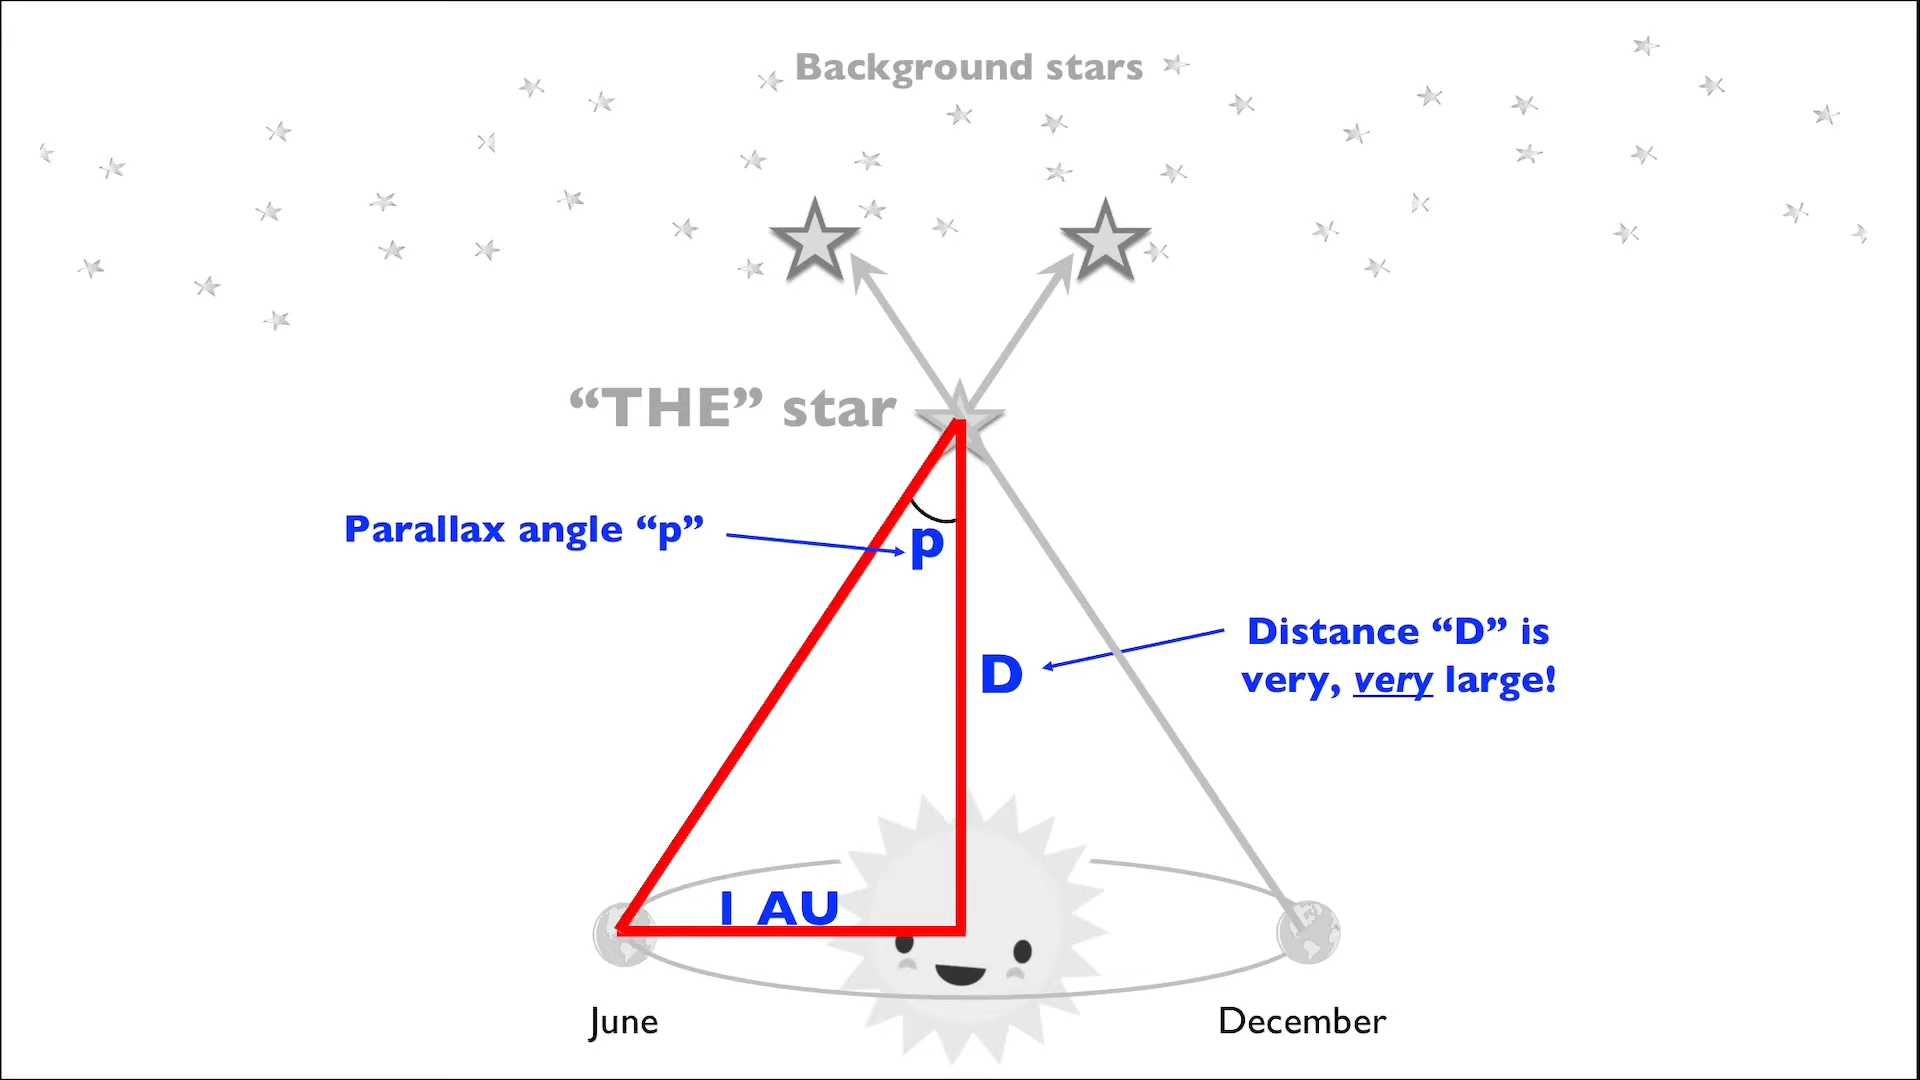 Background stars
“THE” star
Parallax angle “p”
p
Distance “D” is
very, very large!
D
1 AU
June
December